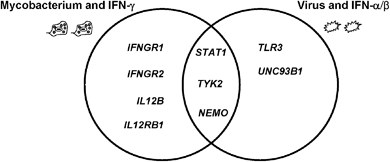 Mycobacterium and IFN-γ
Virus and IFN-α/β
IFNGR1
IFNGR2
IL12B
IL12RB1
STAT1
TYK2
NEMO
TLR3
UNC93B1